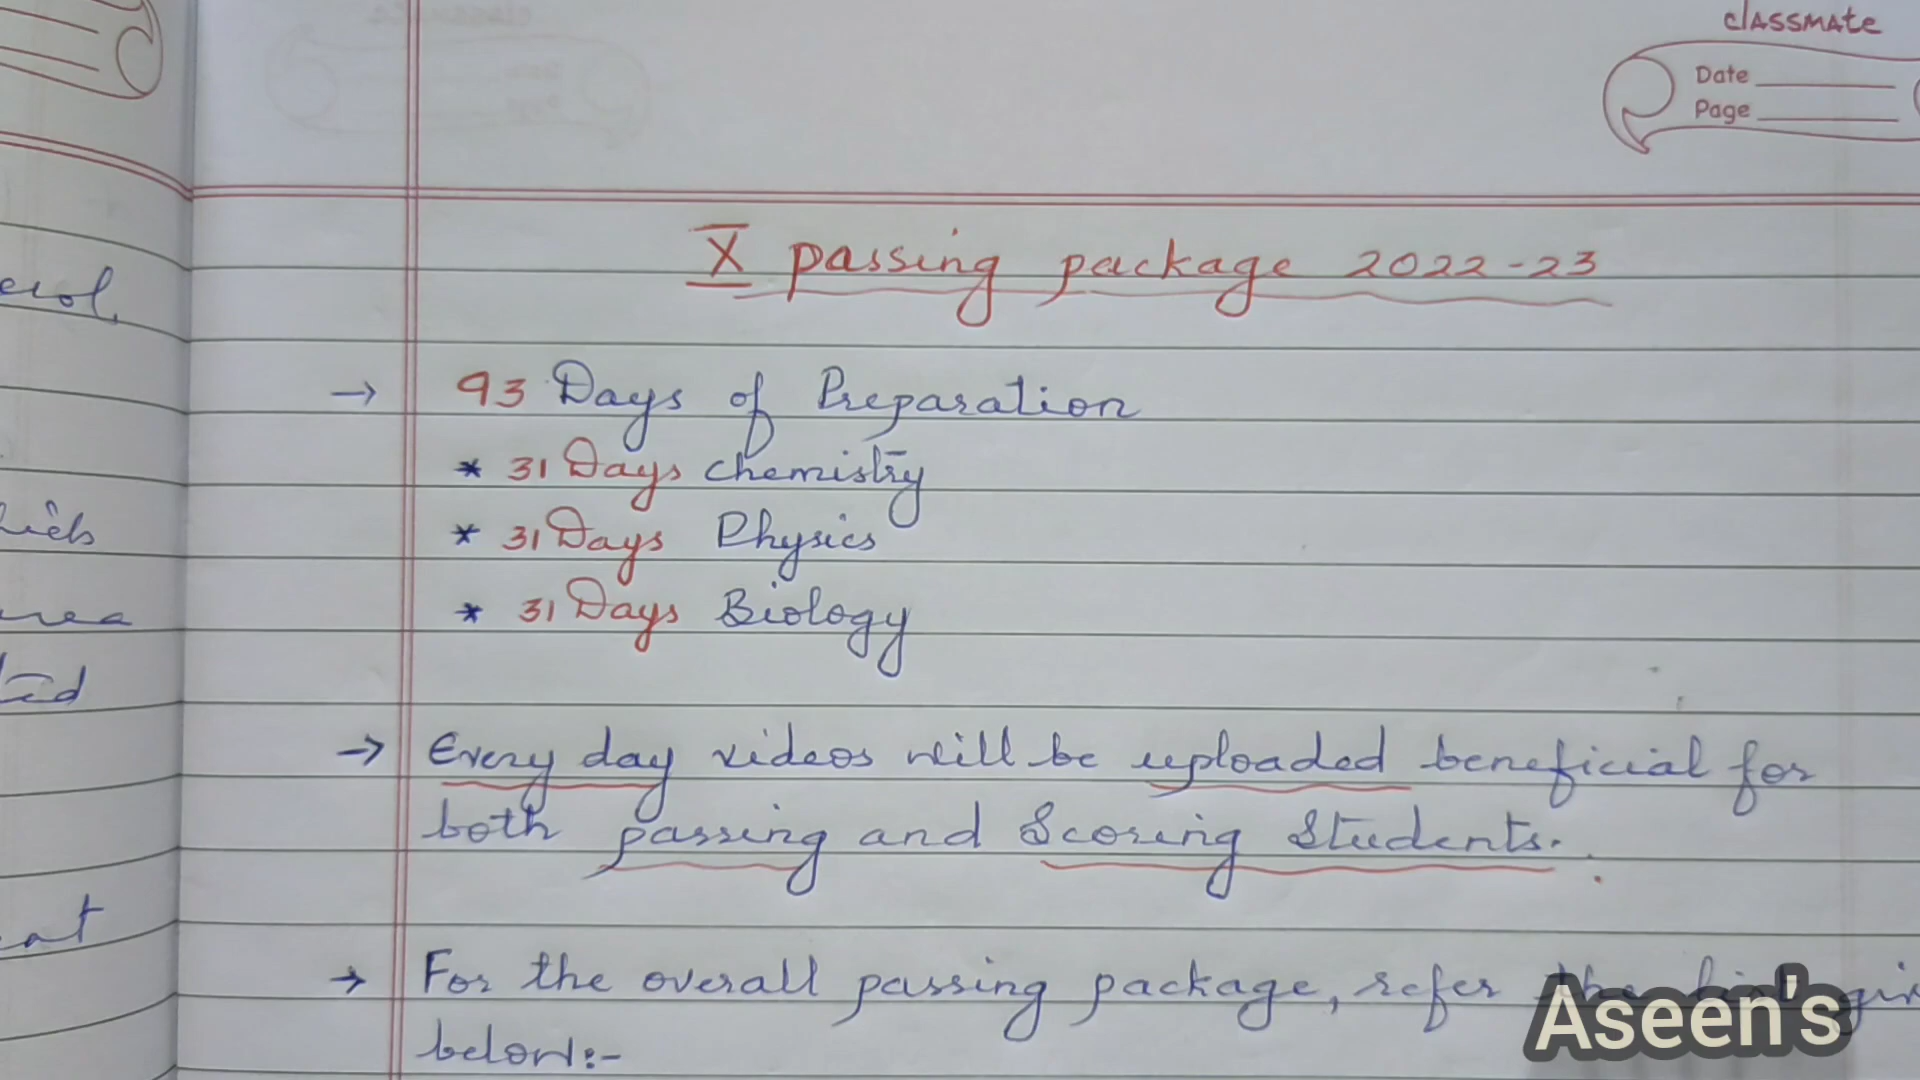 classmate
Date
Page
X passing package 2022-23
→ 93 Days of Preparation
* 31 Days chemistry
* 31 Days Physics
* 31 Days Biology
→ Every day videos will be uploaded beneficial for
both passing and Scoring Students.
→ For the overall passing package, refer the
below:-
Aseen's